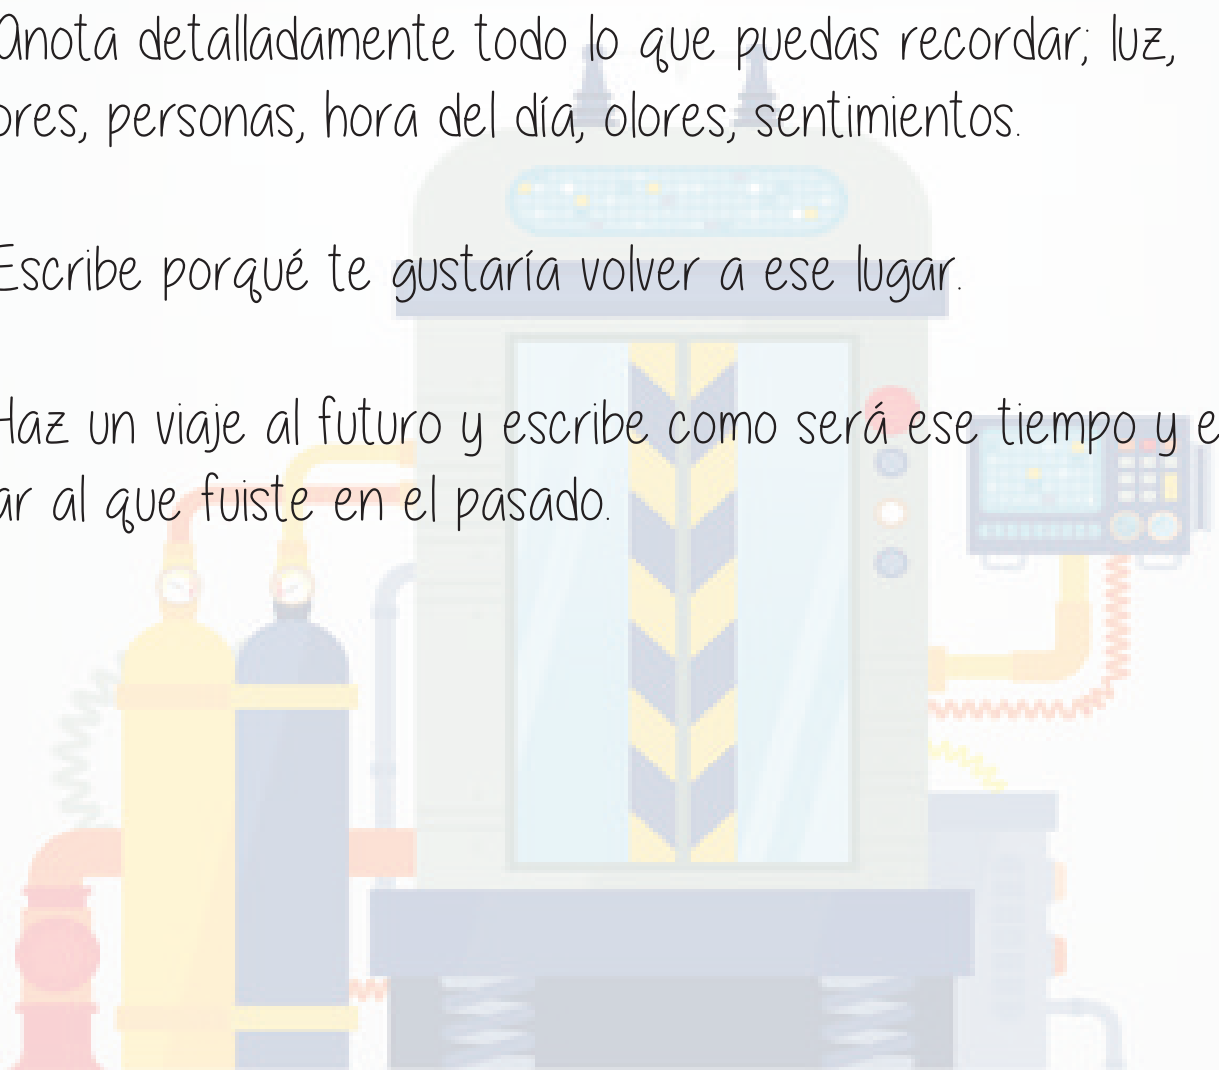 Anota detalladamente todo lo que puedas recordar; luz,
ores, personas, hora del día, olores, sentimientos.
Escribe porqué te gustaría volver a ese lugar.
Haz un viaje al futuro y escribe como será ese tiempo y e
ar al que fuiste en el pasado.